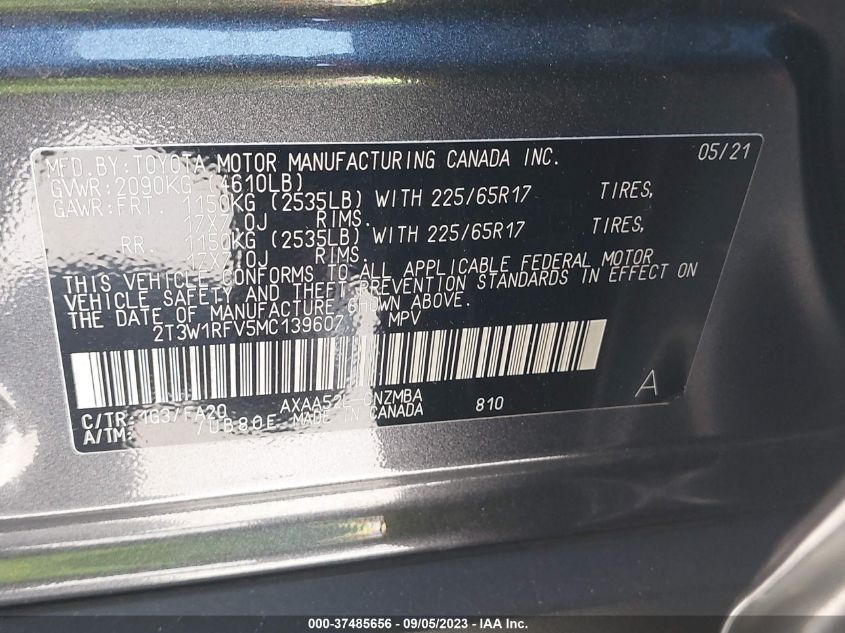 MFD.BY:TOYOTA MOTOR MANUFACTURING CANADA INC. 05/21
GVWR:2090KG (4610LB)
GAWR:FRT. 1150KG (2535LB) WITH 225/65R17 TIRES,
17X7.0J RIMS.
RR. 1150KG (2535LB) WITH 225/65R17 TIRES,
17X7.0J RIMS.
THIS VEHICLE CONFORMS TO ALL APPLICABLE FEDERAL MOTOR
VEHICLE SAFETY AND THEFT PREVENTION STANDARDS IN EFFECT ON
THE DATE OF MANUFACTURE SHOWN ABOVE.
2T3W1RFV5MC139607 MPV
C/TR. 1G3/FA20 MBA 810 A
A/TM. /UB80E MADE IN CANADA
000-37485656 - 09/05/2023 - IAA Inc.